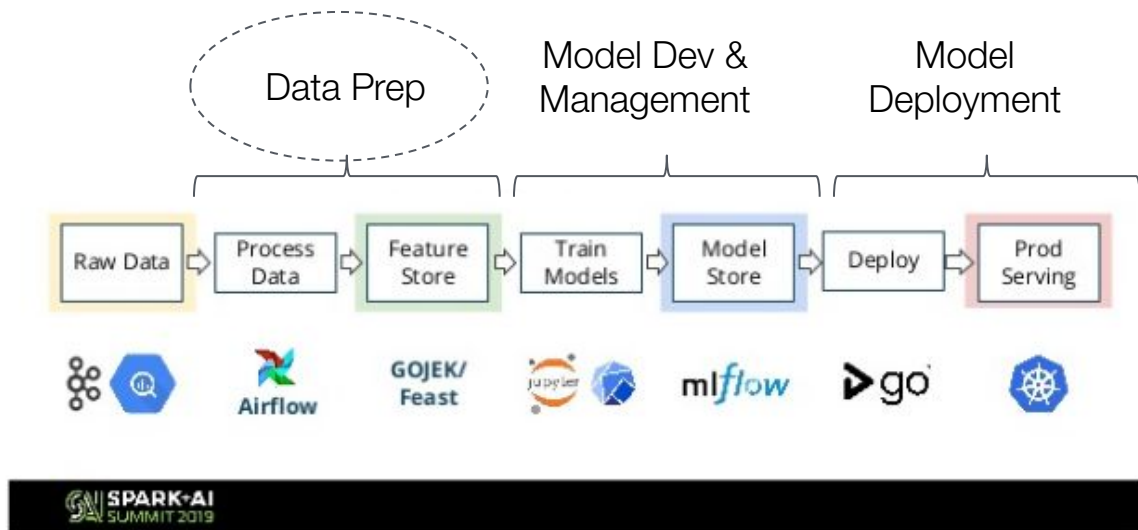 Data Prep
Model Dev &
Management
Model
Deployment
Raw Data
Process
Data
Feature
Store
Train
Models
Model
Store
Deploy
Prod
Serving
Airflow
GOJEK/
Feast
jupyter
mlflow
go
SPARK+AI
SUMMIT 2019